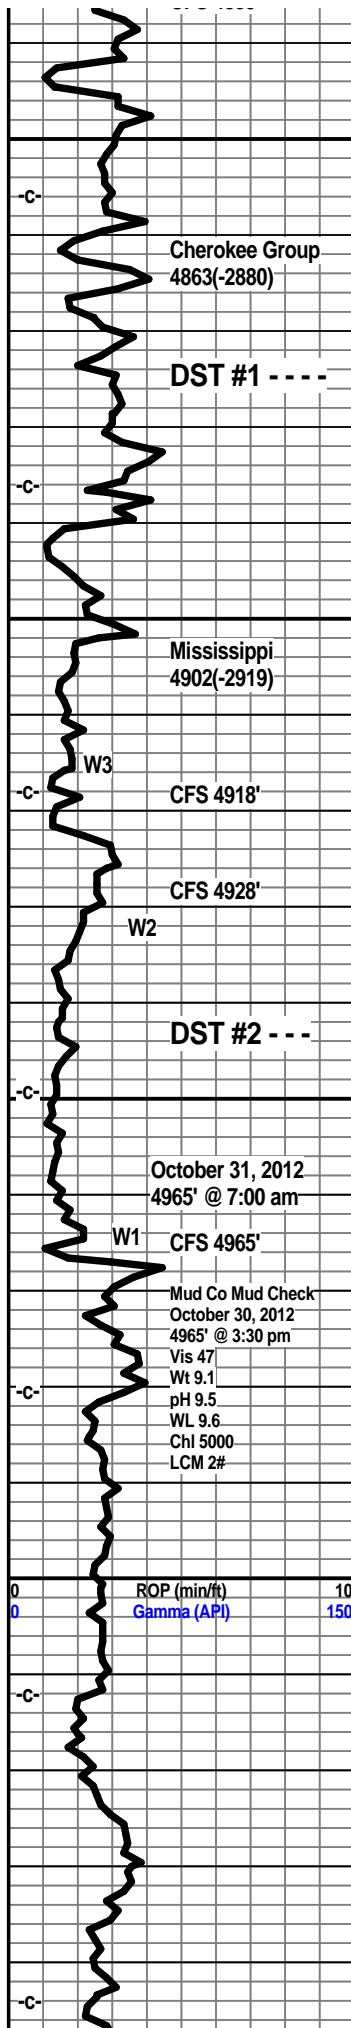 -c-
Cherokee Group
4863(-2880)
DST #1 - - - -
-c-
Mississippi
4902(-2919)
W3
-c-
CFS 4918'
CFS 4928'
W2
DST #2 - - -
-c-
October 31, 2012
4965' @ 7:00 am
W1
CFS 4965'
Mud Co Mud Check
October 30, 2012
4965' @ 3:30 pm
Vis 47
Wt 9.1
-c-
pH 9.5
WL 9.6
Chl 5000
LCM 2#
0 ROP (min/ft) 10
0 Gamma (API) 150
-c-
-c-